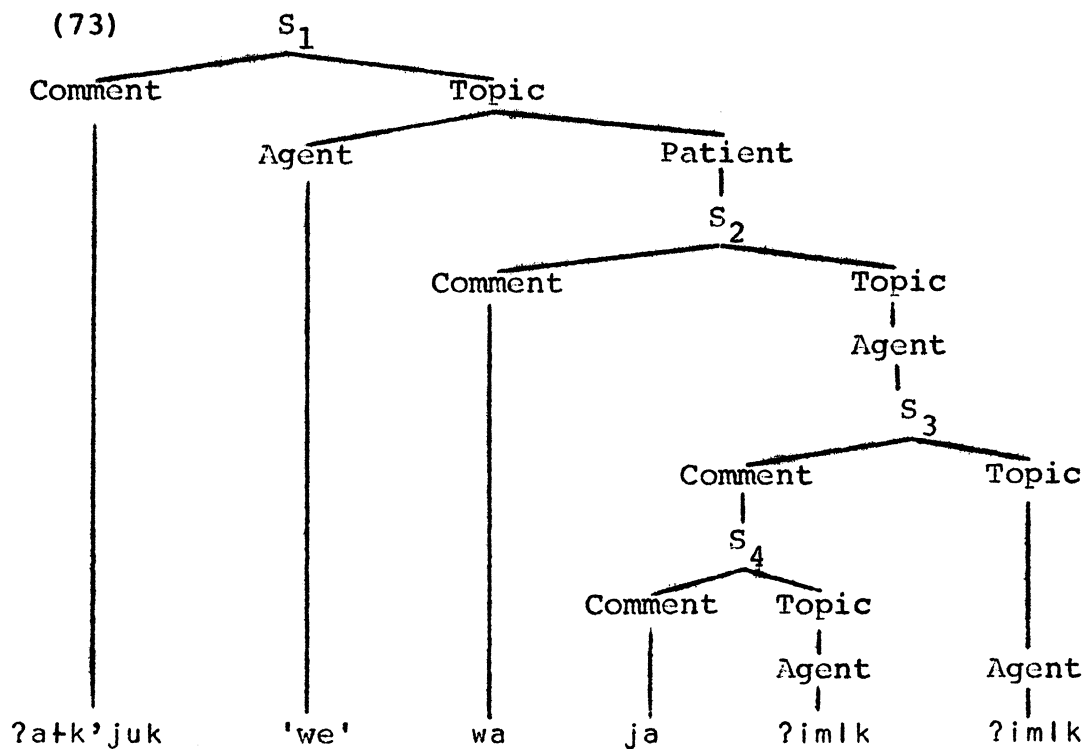 (73) S₁
Comment Topic
Agent Patient
S₂
Comment Topic
Agent
S₃
Comment Topic
S₄
Comment Topic
Agent Agent
?aɬk’juk 'we' wa ja ?imlk ?imlk